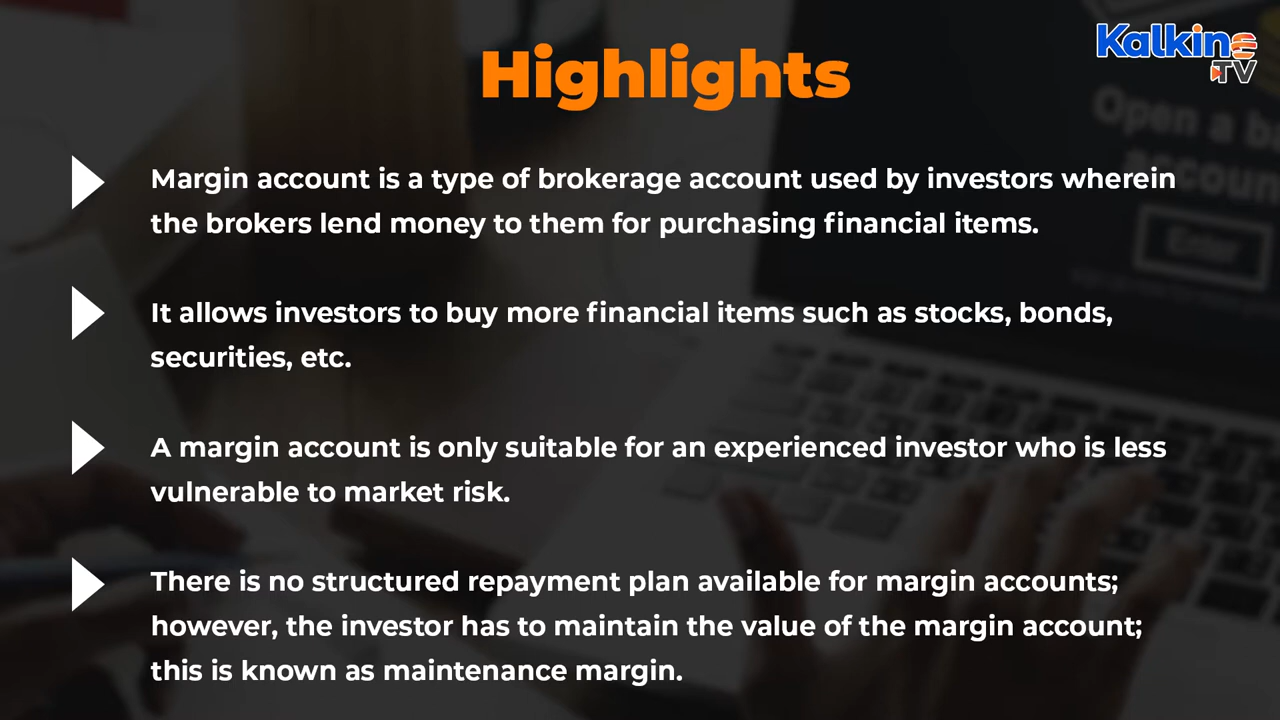 Kalkine
TV
Highlights
Margin account is a type of brokerage account used by investors wherein
the brokers lend money to them for purchasing financial items.
It allows investors to buy more financial items such as stocks, bonds,
securities, etc.
A margin account is only suitable for an experienced investor who is less
vulnerable to market risk.
There is no structured repayment plan available for margin accounts;
however, the investor has to maintain the value of the margin account;
this is known as maintenance margin.
Open a
Enter